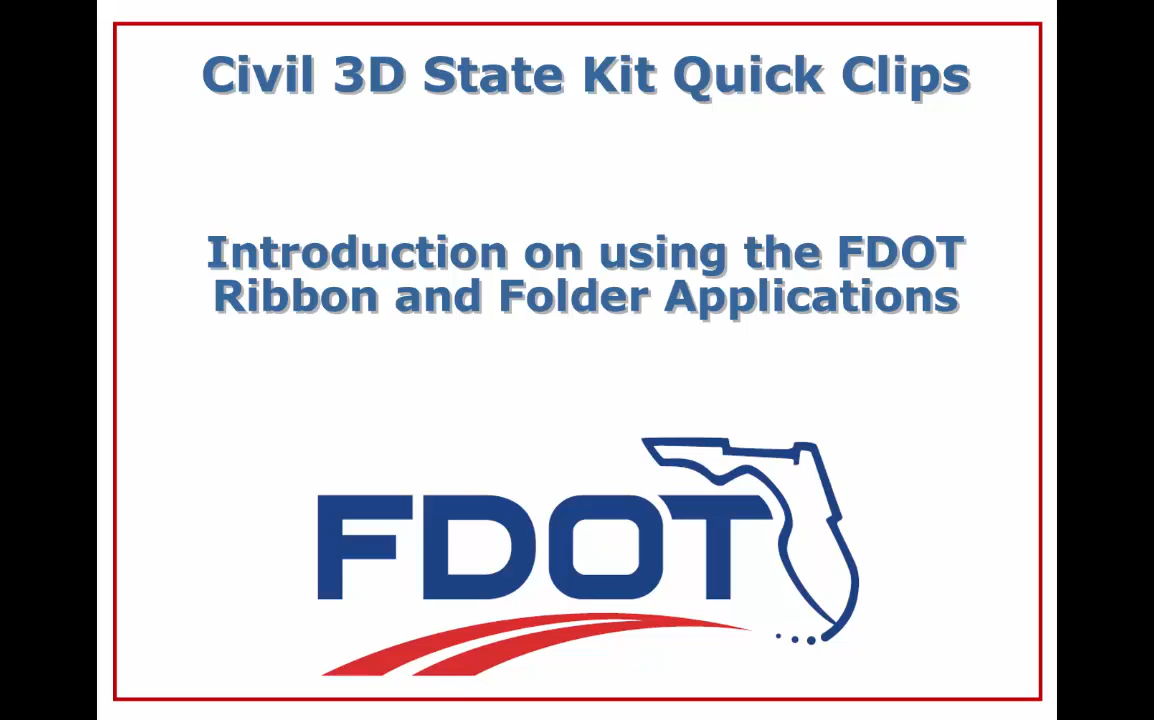 Civil 3D State Kit Quick Clips
Introduction on using the FDOT
Ribbon and Folder Applications
FDOT